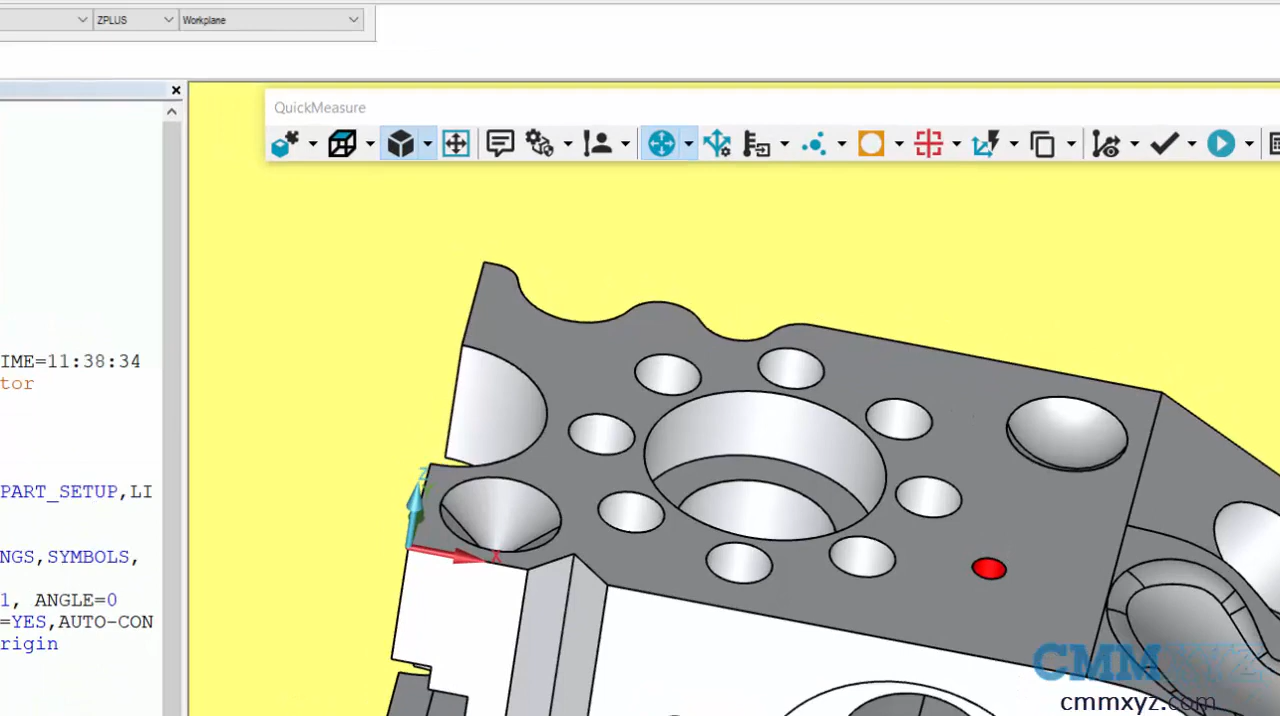 ZPLUS
Workplane
QuickMeasure
IME=11:38:34
tor
PART_SETUP,LI
NGS,SYMBOLS,
1, ANGLE=0
=YES,AUTO-CON
rigin
Z
X
CMMXYZ
cmmxyz.com